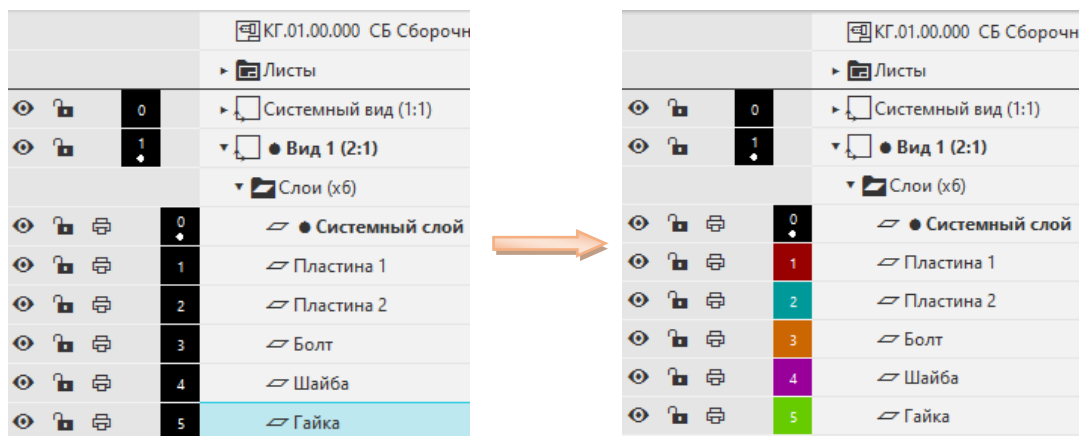 КГ.01.00.000 СБ Сборочн
Листы
0 Системный вид (1:1)
1 Вид 1 (2:1)
Слои (х6)
0 Системный слой
1 Пластина 1
2 Пластина 2
3 Болт
4 Шайба
5 Гайка
КГ.01.00.000 СБ Сборочн
Листы
0 Системный вид (1:1)
1 Вид 1 (2:1)
Слои (х6)
0 Системный слой
1 Пластина 1
2 Пластина 2
3 Болт
4 Шайба
5 Гайка